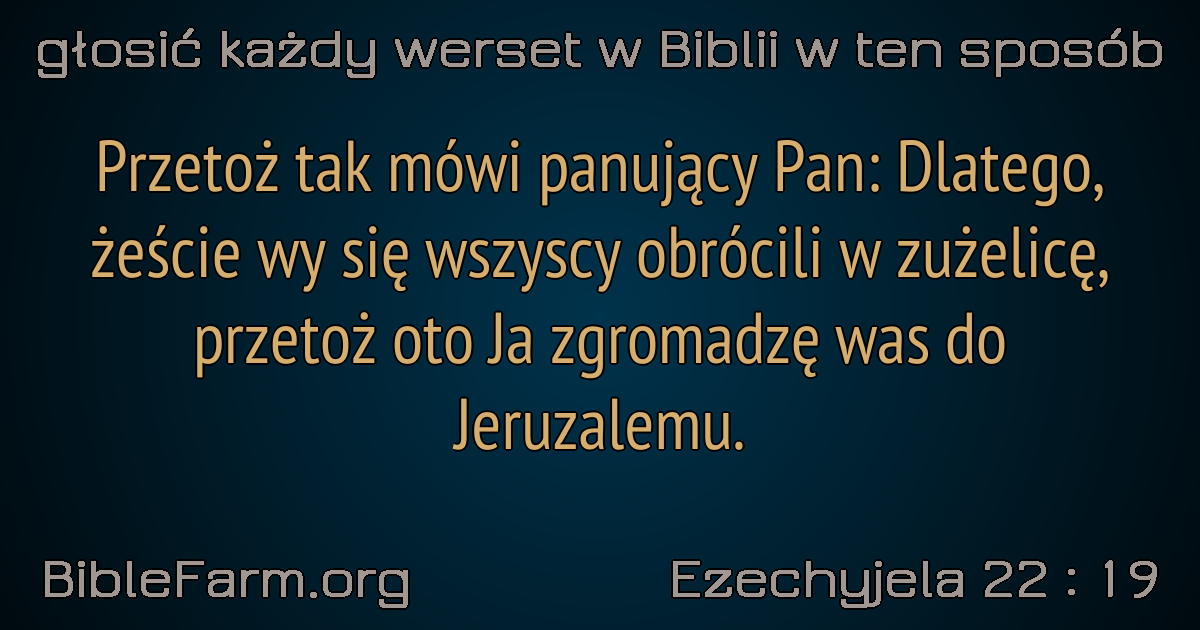 głosić każdy werset w Biblii w ten sposób
Przetoż tak mówi panujący Pan: Dlatego,
żeście wy się wszyscy obrócili w zużelicę,
przetoż oto Ja zgromadzę was do
Jeruzalemu.
BibleFarm.org
Ezechyjela 22 : 19